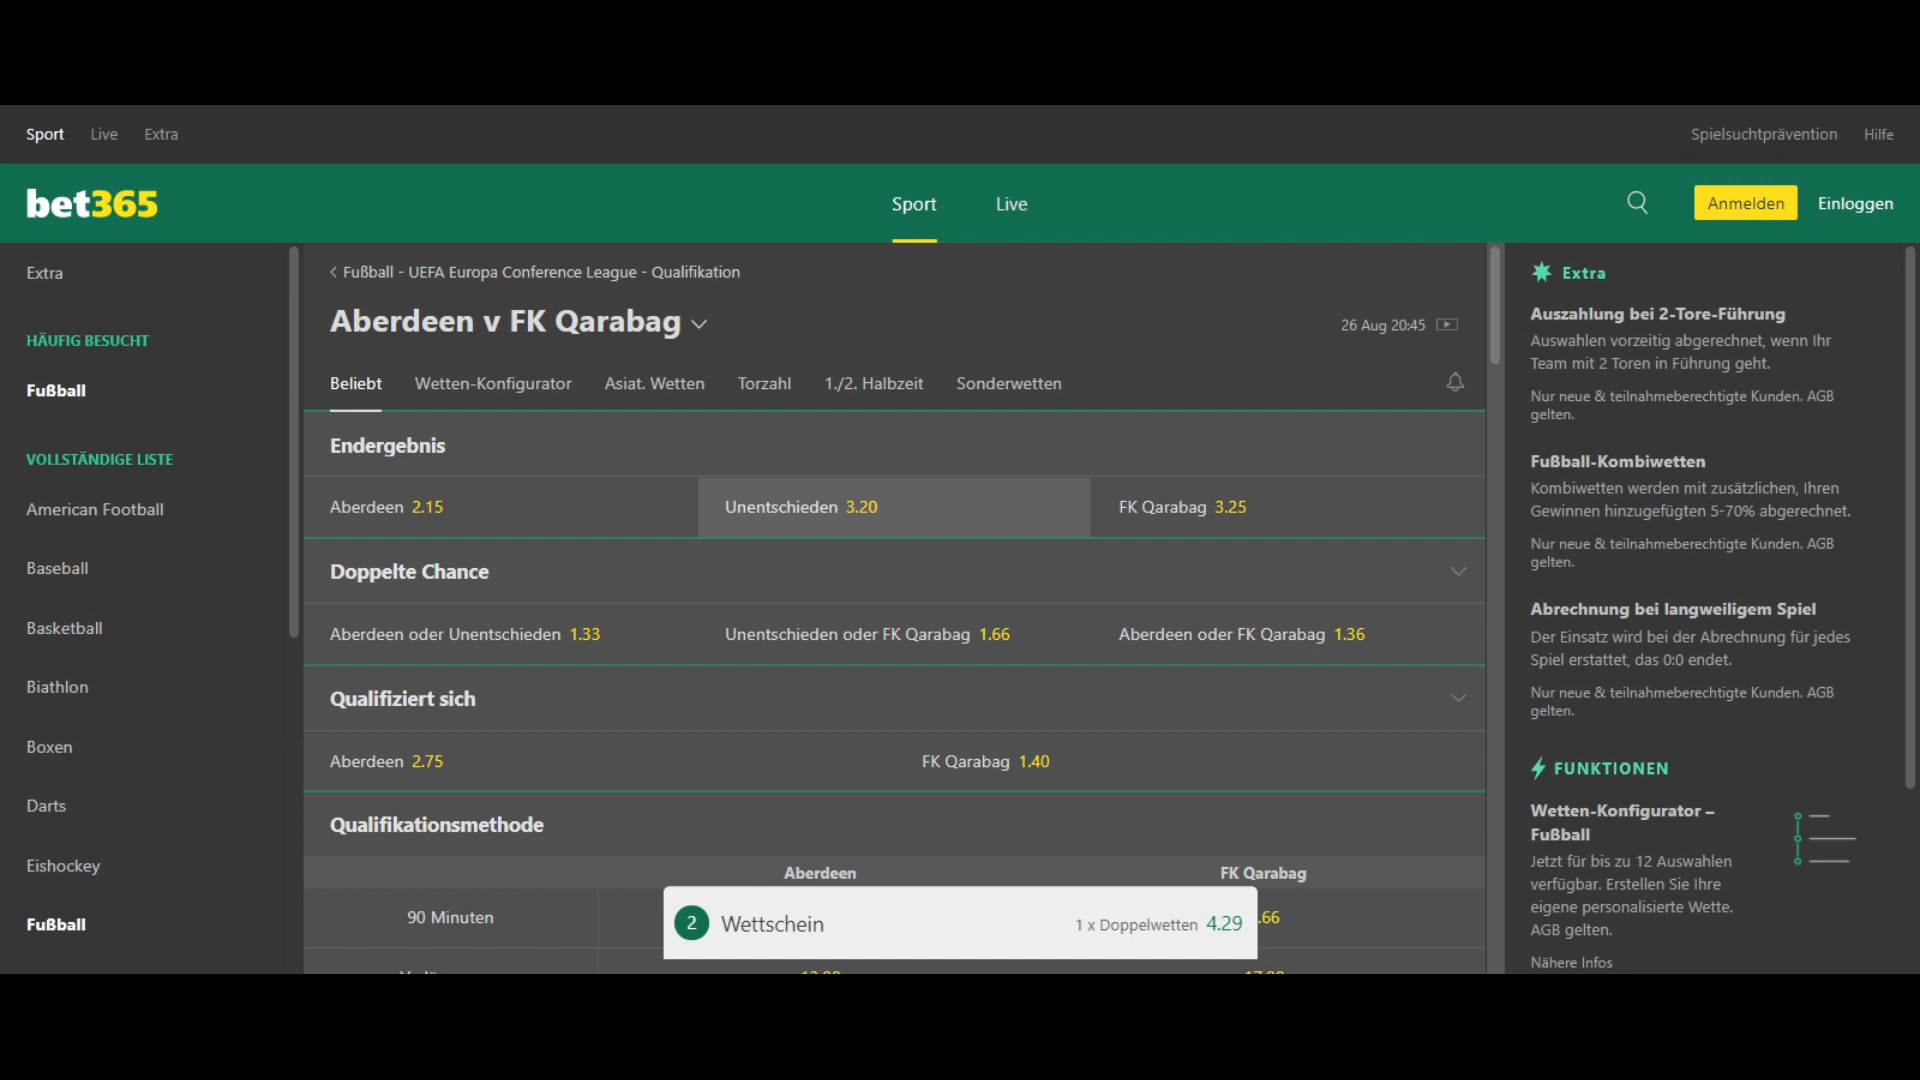 Sport Live Extra
Spielsuchtprävention Hilfe
bet365
Sport Live
Anmelden Einloggen
Extra
HÄUFIG BESUCHT
Fußball
VOLLSTÄNDIGE LISTE
American Football
Baseball
Basketball
Biathlon
Boxen
Darts
Eishockey
Fußball
Fußball - UEFA Europa Conference League - Qualifikation
Aberdeen v FK Qarabag
26 Aug 20:45
Beliebt Wetten-Konfigurator Asiat. Wetten Torzahl 1./2. Halbzeit Sonderwetten
Endergebnis
Aberdeen 2.15 Unentschieden 3.20 FK Qarabag 3.25
Doppelte Chance
Aberdeen oder Unentschieden 1.33 Unentschieden oder FK Qarabag 1.66 Aberdeen oder FK Qarabag 1.36
Qualifiziert sich
Aberdeen 2.75 FK Qarabag 1.40
Qualifikationsmethode
Aberdeen FK Qarabag
90 Minuten .66
2 Wettschein 1 x Doppelwetten 4.29
Extra
Auszahlung bei 2-Tore-Führung
Auswahlen vorzeitig abgerechnet, wenn Ihr
Team mit 2 Toren in Führung geht.
Nur neue & teilnahmeberechtigte Kunden. AGB
gelten.
Fußball-Kombiwetten
Kombiwetten werden mit zusätzlichen, Ihren
Gewinnen hinzugefügten 5-70% abgerechnet.
Nur neue & teilnahmeberechtigte Kunden. AGB
gelten.
Abrechnung bei langweiligem Spiel
Der Einsatz wird bei der Abrechnung für jedes
Spiel erstattet, das 0:0 endet.
Nur neue & teilnahmeberechtigte Kunden. AGB
gelten.
FUNKTIONEN
Wetten-Konfigurator –
Fußball
Jetzt für bis zu 12 Auswahlen
verfügbar. Erstellen Sie Ihre
eigene personalisierte Wette.
AGB gelten.
Nähere Infos